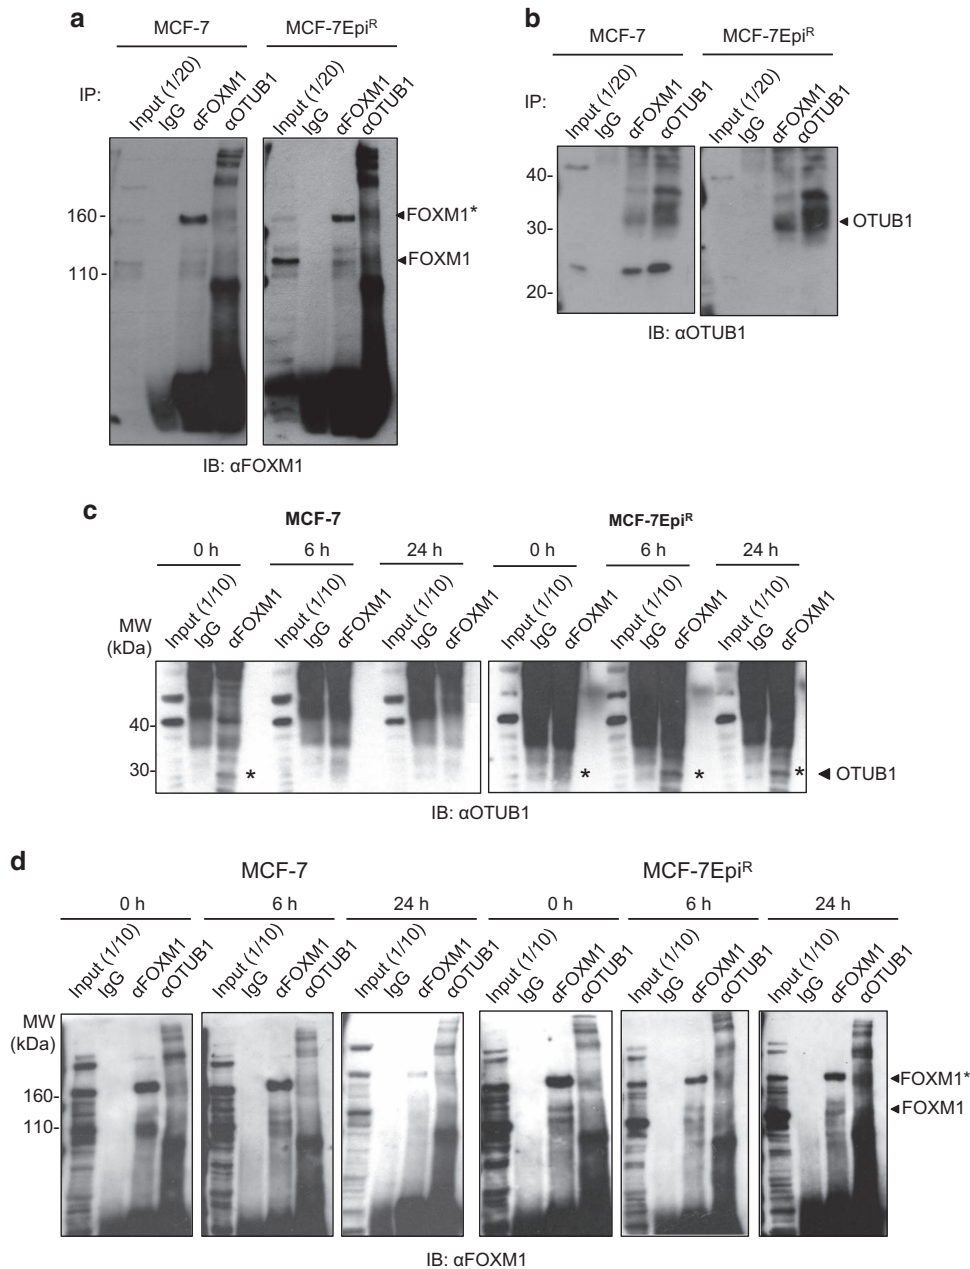 a
MCF-7 MCF-7Epiᴿ
IP: Input (1/20) IgG αFOXM1 αOTUB1 Input (1/20) IgG αFOXM1 αOTUB1
160-
110-
FOXM1*
FOXM1
IB: αFOXM1
b
MCF-7 MCF-7Epiᴿ
IP: Input (1/20) IgG αFOXM1 αOTUB1 Input (1/20) IgG αFOXM1 αOTUB1
40-
30-
20-
OTUB1
IB: αOTUB1
c
MCF-7 MCF-7Epiᴿ
0 h 6 h 24 h 0 h 6 h 24 h
Input (1/10) IgG αFOXM1 Input (1/10) IgG αFOXM1 Input (1/10) IgG αFOXM1 Input (1/10) IgG αFOXM1 Input (1/10) IgG αFOXM1 Input (1/10) IgG αFOXM1
MW
(kDa)
40-
30-
* * * *
OTUB1
IB: αOTUB1
d
MCF-7 MCF-7Epiᴿ
0 h 6 h 24 h 0 h 6 h 24 h
Input (1/10) IgG αFOXM1 αOTUB1 Input (1/10) IgG αFOXM1 αOTUB1 Input (1/10) IgG αFOXM1 αOTUB1 Input (1/10) IgG αFOXM1 αOTUB1 Input (1/10) IgG αFOXM1 αOTUB1 Input (1/10) IgG αFOXM1 αOTUB1
MW
(kDa)
160-
110-
FOXM1*
FOXM1
IB: αFOXM1